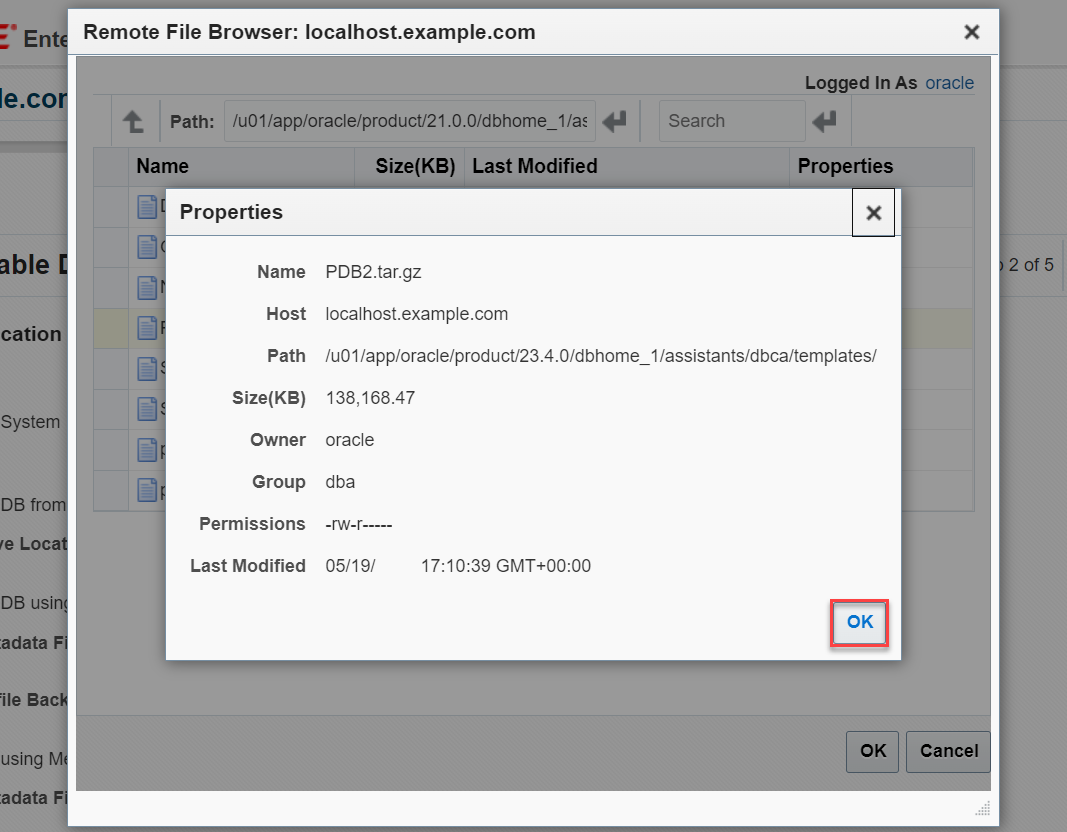 Remote File Browser: localhost.example.com
E Ente
le.con
Logged In As oracle
Path: /u01/app/oracle/product/21.0.0/dbhome_1/as Search
Name Size(KB) Last Modified Properties
Properties
able D
2 of 5
Name PDB2.tar.gz
Host localhost.example.com
cation
Path /u01/app/oracle/product/23.4.0/dbhome_1/assistants/dbca/templates/
Size(KB) 138,168.47
System
Owner oracle
Group dba
DB from
Permissions -rw-r-----
ve Locat
Last Modified 05/19/ 17:10:39 GMT+00:00
DB using
OK
tadata Fi
file Back
OK Cancel
using Me
tadata Fi